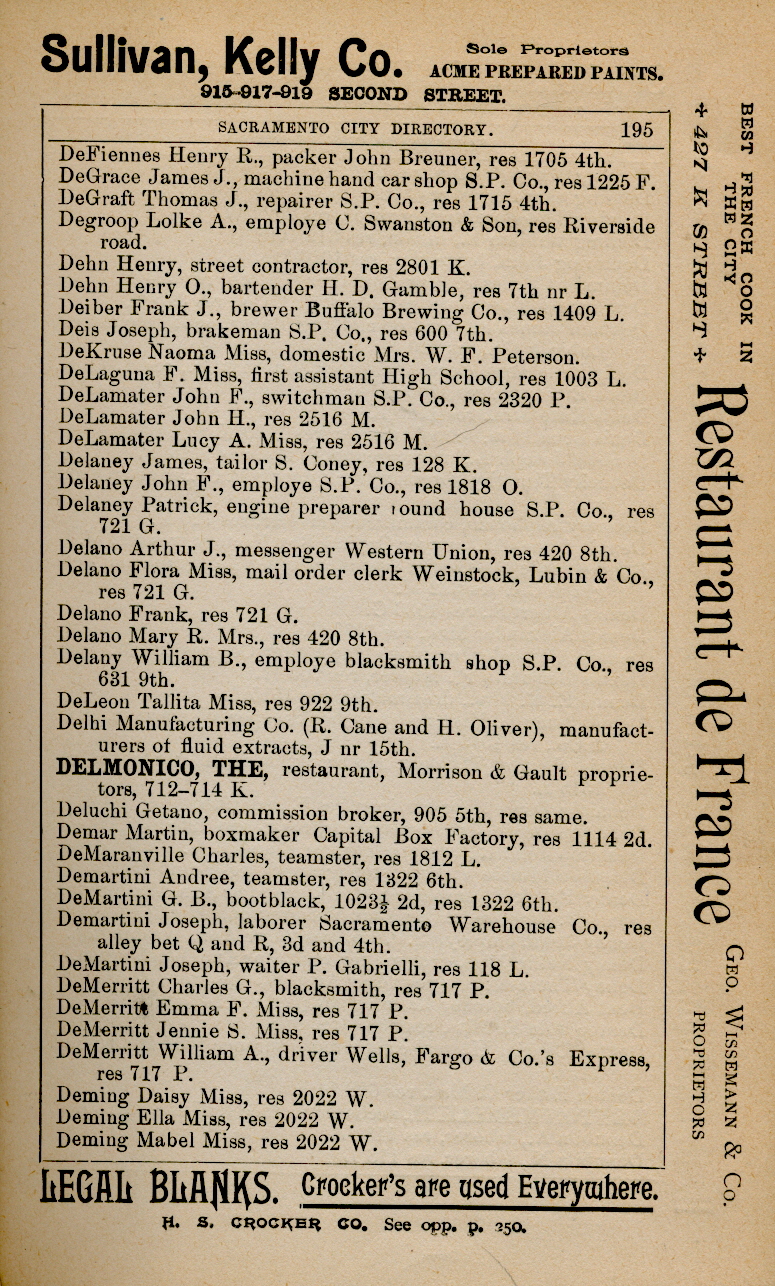 Sullivan, Kelly Co.
Sole Proprietors
ACME PREPARED PAINTS.
915-917-919 SECOND STREET.
SACRAMENTO CITY DIRECTORY. 195
DeFiennes Henry R., packer John Breuner, res 1705 4th.
DeGrace James J., machine hand car shop S.P. Co., res 1225 F.
DeGraft Thomas J., repairer S.P. Co., res 1715 4th.
Degroop Lolke A., employe C. Swanston & Son, res Riverside
road.
Dehn Henry, street contractor, res 2801 K.
Dehn Henry O., bartender H. D. Gamble, res 7th nr L.
Deiber Frank J., brewer Buffalo Brewing Co., res 1409 L.
Deis Joseph, brakeman S.P. Co., res 600 7th.
DeKruse Naoma Miss, domestic Mrs. W. F. Peterson.
DeLaguna F. Miss, first assistant High School, res 1003 L.
DeLamater John F., switchman S.P. Co., res 2320 P.
DeLamater John H., res 2516 M.
DeLamater Lucy A. Miss, res 2516 M.
Delaney James, tailor S. Coney, res 128 K.
Delaney John F., employe S.P. Co., res 1818 O.
Delaney Patrick, engine preparer round house S.P. Co., res
721 G.
Delano Arthur J., messenger Western Union, res 420 8th.
Delano Flora Miss, mail order clerk Weinstock, Lubin & Co.,
res 721 G.
Delano Frank, res 721 G.
Delano Mary R. Mrs., res 420 8th.
Delany William B., employe blacksmith shop S.P. Co., res
631 9th.
DeLeon Tallita Miss, res 922 9th.
Delhi Manufacturing Co. (R. Cane and H. Oliver), manufact-
urers of fluid extracts, J nr 15th.
DELMONICO, THE, restaurant, Morrison & Gault proprie-
tors, 712-714 K.
Deluchi Getano, commission broker, 905 5th, res same.
Demar Martin, boxmaker Capital Box Factory, res 1114 2d.
DeMaranville Charles, teamster, res 1812 L.
Demartini Andree, teamster, res 1322 6th.
DeMartini G. B., bootblack, 1023½ 2d, res 1322 6th.
Demartini Joseph, laborer Sacramento Warehouse Co., res
alley bet Q and R, 3d and 4th.
DeMartini Joseph, waiter P. Gabrielli, res 118 L.
DeMerritt Charles G., blacksmith, res 717 P.
DeMerritt Emma F. Miss, res 717 P.
DeMerritt Jennie S. Miss, res 717 P.
DeMerritt William A., driver Wells, Fargo & Co.'s Express,
res 717 P.
Deming Daisy Miss, res 2022 W.
Deming Ella Miss, res 2022 W.
Deming Mabel Miss, res 2022 W.
LEGAL BLANKS. Crocker's are used Everywhere.
H. S. CROCKER CO. See opp. p. 250.
BEST FRENCH COOK IN
THE CITY
+ 427 K STREET +
Restaurant de France
GEO. WISSEMANN & CO.
PROPRIETORS